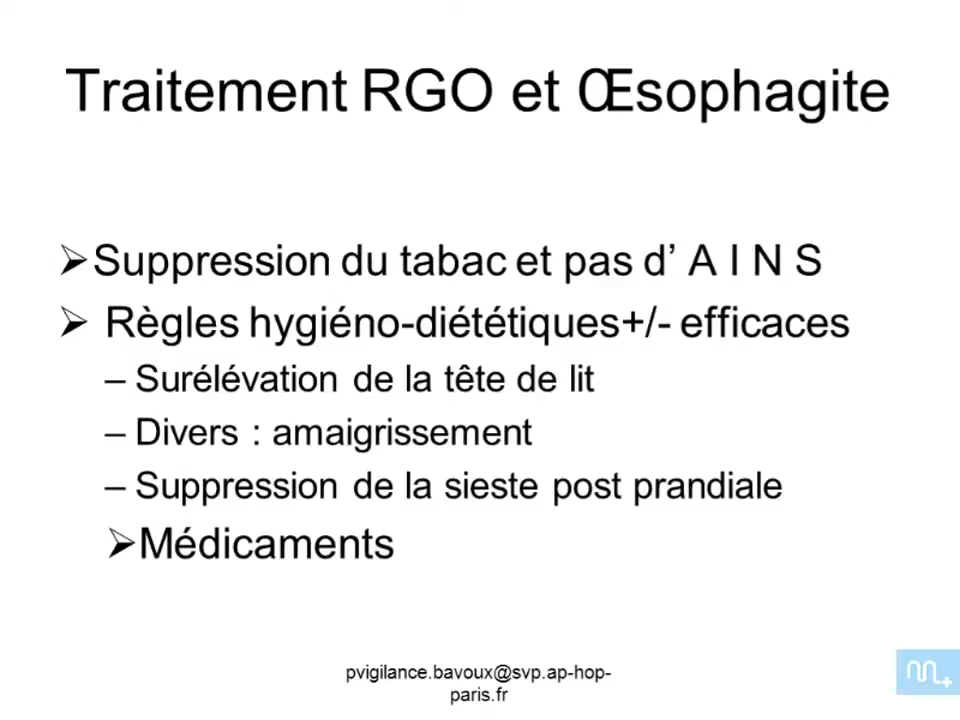 Traitement RGO et Œsophagite
➢Suppression du tabac et pas d’ A I N S
➢ Règles hygiéno-diététiques+/- efficaces
– Surélévation de la tête de lit
– Divers : amaigrissement
– Suppression de la sieste post prandiale
➢Médicaments
pvigilance.bavoux@svp.ap-hop-
paris.fr